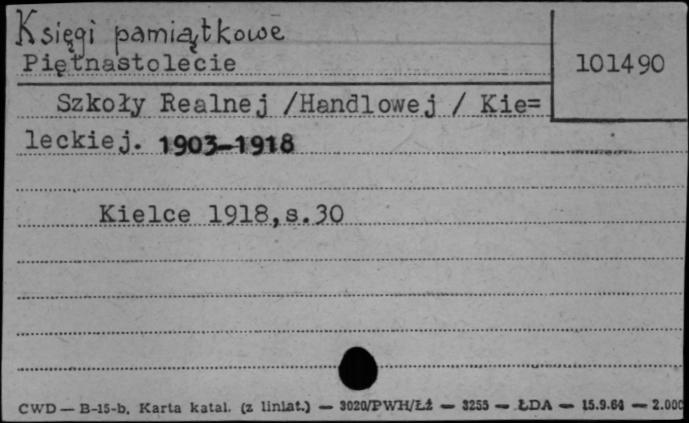 Księgi pamiątkowe
Piętnastolecie
101490
Szkoły Realnej /Handlowej / Kie=
leckiej. 1903-1918
Kielce 1918,s.30
CWD — B-15-b. Karta katal. (z liniat.) — 3020/PWH/Łż — 3255 — ŁDA — 15.9.64 — 2.000